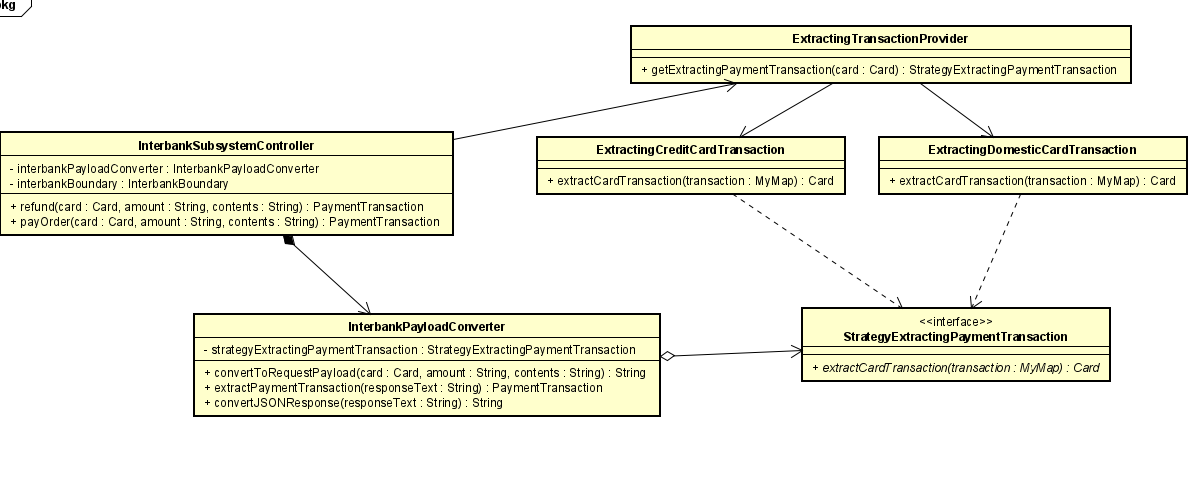 pkg
ExtractingTransactionProvider
+ getExtractingPaymentTransaction(card : Card) : StrategyExtractingPaymentTransaction
InterbankSubsystemController
- interbankPayloadConverter : InterbankPayloadConverter
- interbankBoundary : InterbankBoundary
+ refund(card : Card, amount : String, contents : String) : PaymentTransaction
+ payOrder(card : Card, amount : String, contents : String) : PaymentTransaction
ExtractingCreditCardTransaction
+ extractCardTransaction(transaction : MyMap) : Card
ExtractingDomesticCardTransaction
+ extractCardTransaction(transaction : MyMap) : Card
InterbankPayloadConverter
- strategyExtractingPaymentTransaction : StrategyExtractingPaymentTransaction
+ convertToRequestPayload(card : Card, amount : String, contents : String) : String
+ extractPaymentTransaction(responseText : String) : PaymentTransaction
+ convertJSONResponse(responseText : String) : String
<<interface>>
StrategyExtractingPaymentTransaction
+ extractCardTransaction(transaction : MyMap) : Card